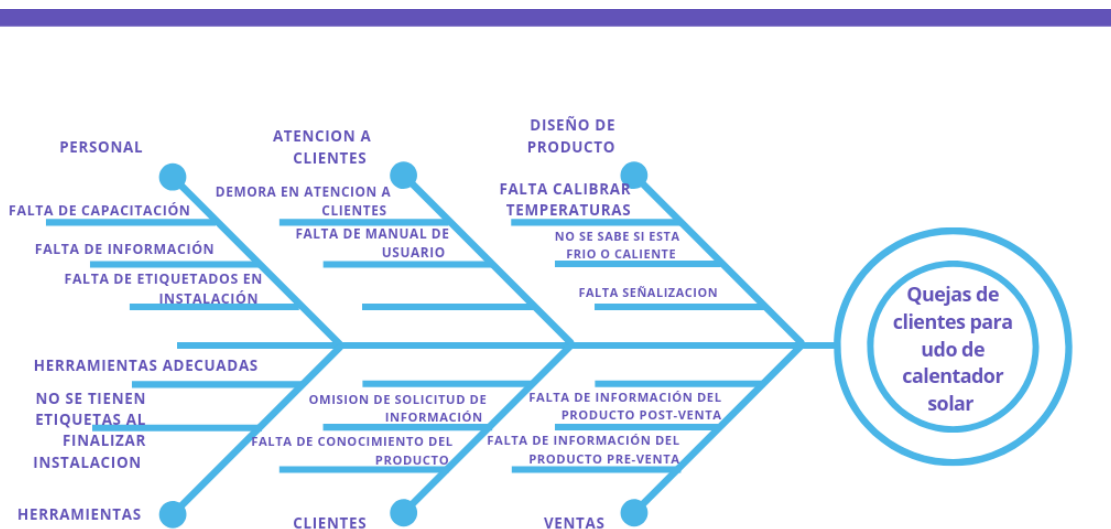 PERSONAL
FALTA DE CAPACITACIÓN
FALTA DE INFORMACIÓN
FALTA DE ETIQUETADOS EN
INSTALACIÓN
ATENCION A
CLIENTES
DEMORA EN ATENCION A
CLIENTES
FALTA DE MANUAL DE
USUARIO
DISEÑO DE
PRODUCTO
FALTA CALIBRAR
TEMPERATURAS
NO SE SABE SI ESTA
FRIO O CALIENTE
FALTA SEÑALIZACION
Quejas de
clientes para
udo de
calentador
solar
HERRAMIENTAS ADECUADAS
NO SE TIENEN
ETIQUETAS AL
FINALIZAR
INSTALACION
HERRAMIENTAS
OMISION DE SOLICITUD DE
INFORMACIÓN
FALTA DE CONOCIMIENTO DEL
PRODUCTO
CLIENTES
FALTA DE INFORMACIÓN DEL
PRODUCTO POST-VENTA
FALTA DE INFORMACIÓN DEL
PRODUCTO PRE-VENTA
VENTAS